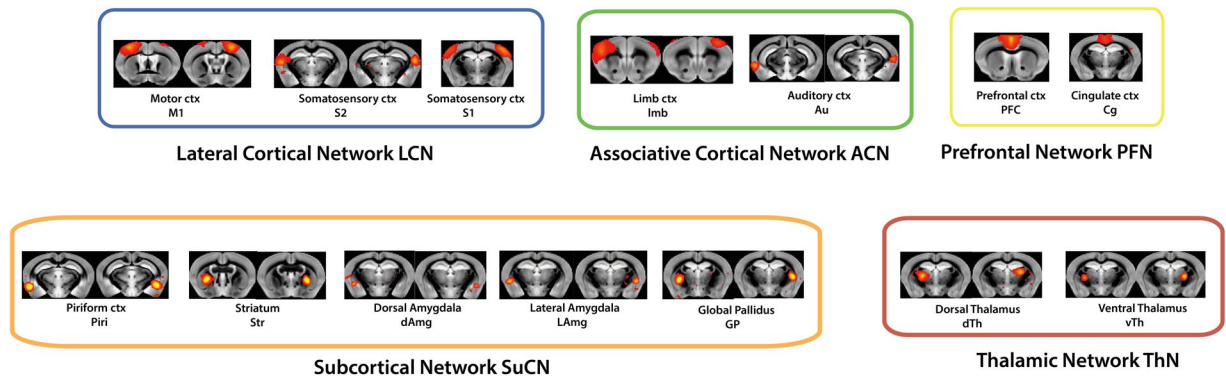 Motor ctx
M1
Somatosensory ctx
S2
Somatosensory ctx
S1
Lateral Cortical Network LCN
Limb ctx
lmb
Auditory ctx
Au
Associative Cortical Network ACN
Prefrontal ctx
PFC
Cingulate ctx
Cg
Prefrontal Network PFN
Piriform ctx
Piri
Striatum
Str
Dorsal Amygdala
dAmg
Lateral Amygdala
LAmg
Global Pallidus
GP
Subcortical Network SuCN
Dorsal Thalamus
dTh
Ventral Thalamus
vTh
Thalamic Network ThN